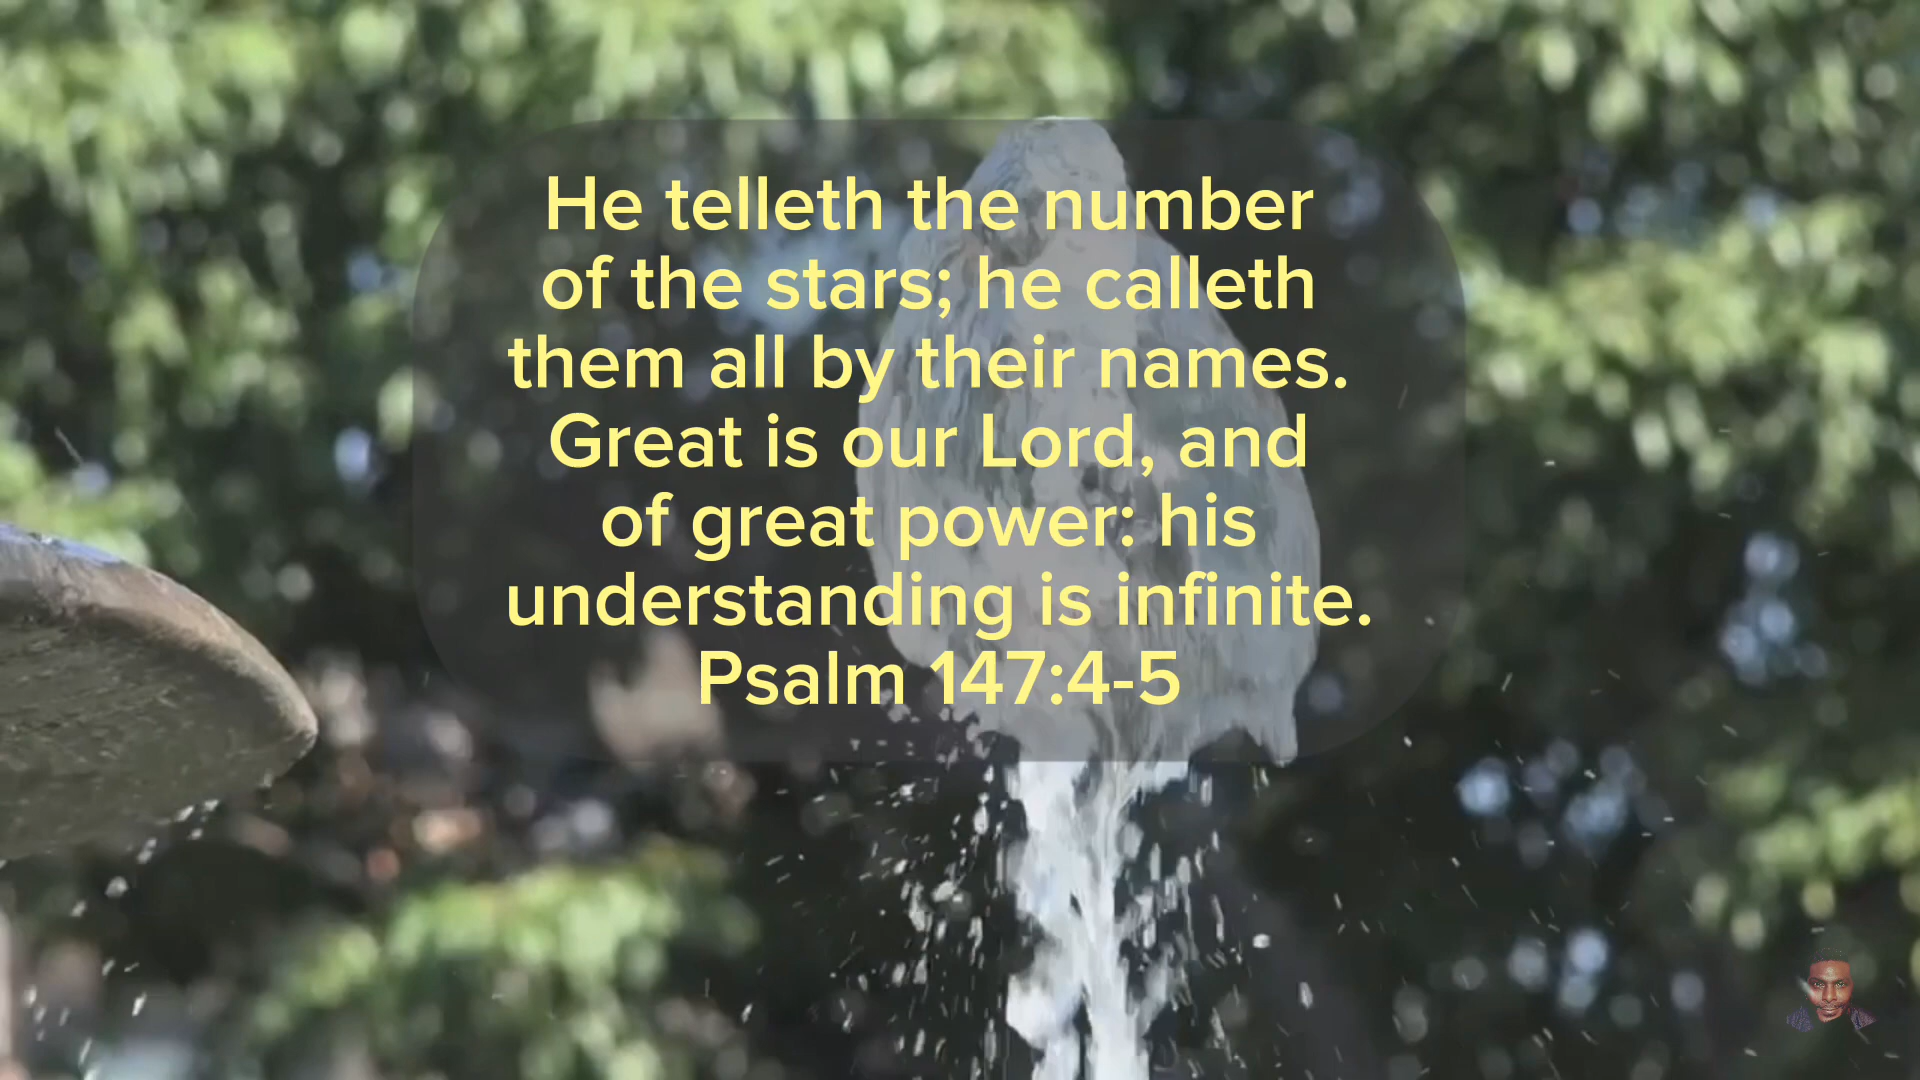 He telleth the number
of the stars; he calleth
them all by their names.
Great is our Lord, and
of great power: his
understanding is infinite.
Psalm 147:4-5